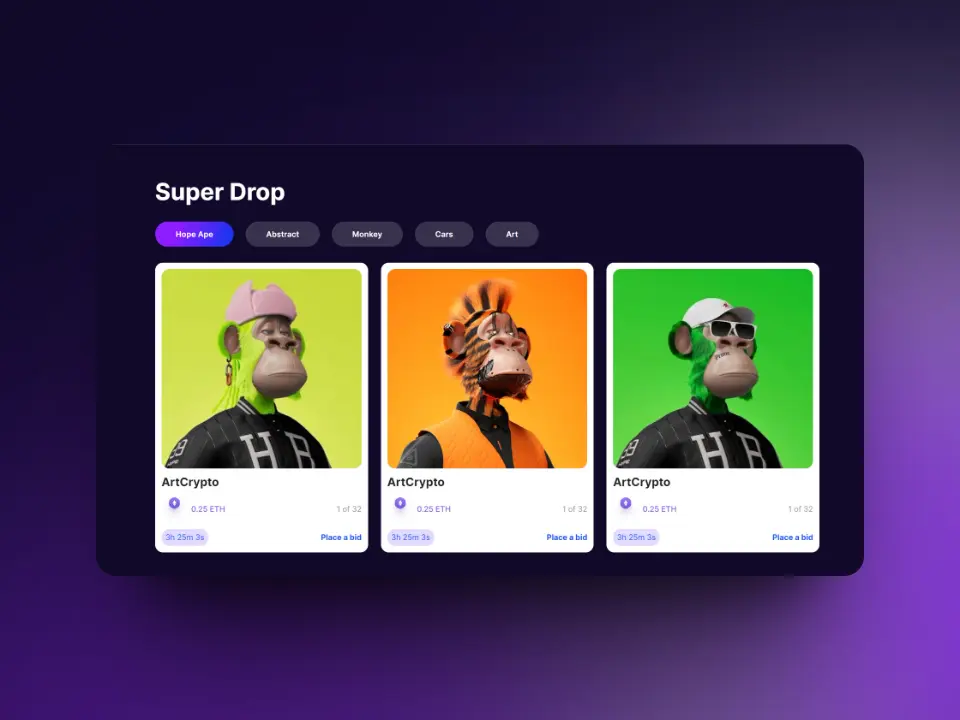 Super Drop
Hope Ape Abstract Monkey Cars Art
H B H B
ArtCrypto ArtCrypto ArtCrypto
0.25 ETH 1 of 32 0.25 ETH 1 of 32 0.25 ETH 1 of 32
3h 25m 3s Place a bid 3h 25m 3s Place a bid 3h 25m 3s Place a bid